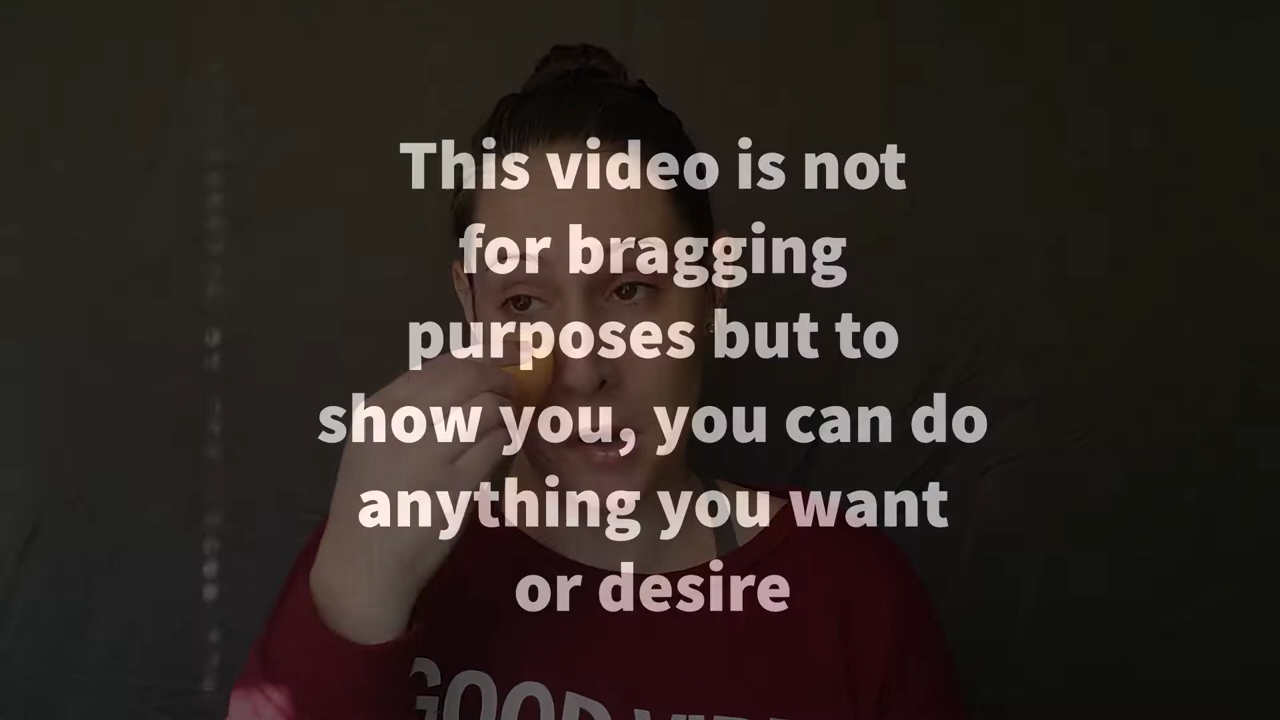 This video is not
for bragging
purposes but to
show you, you can do
anything you want
or desire
GOOD